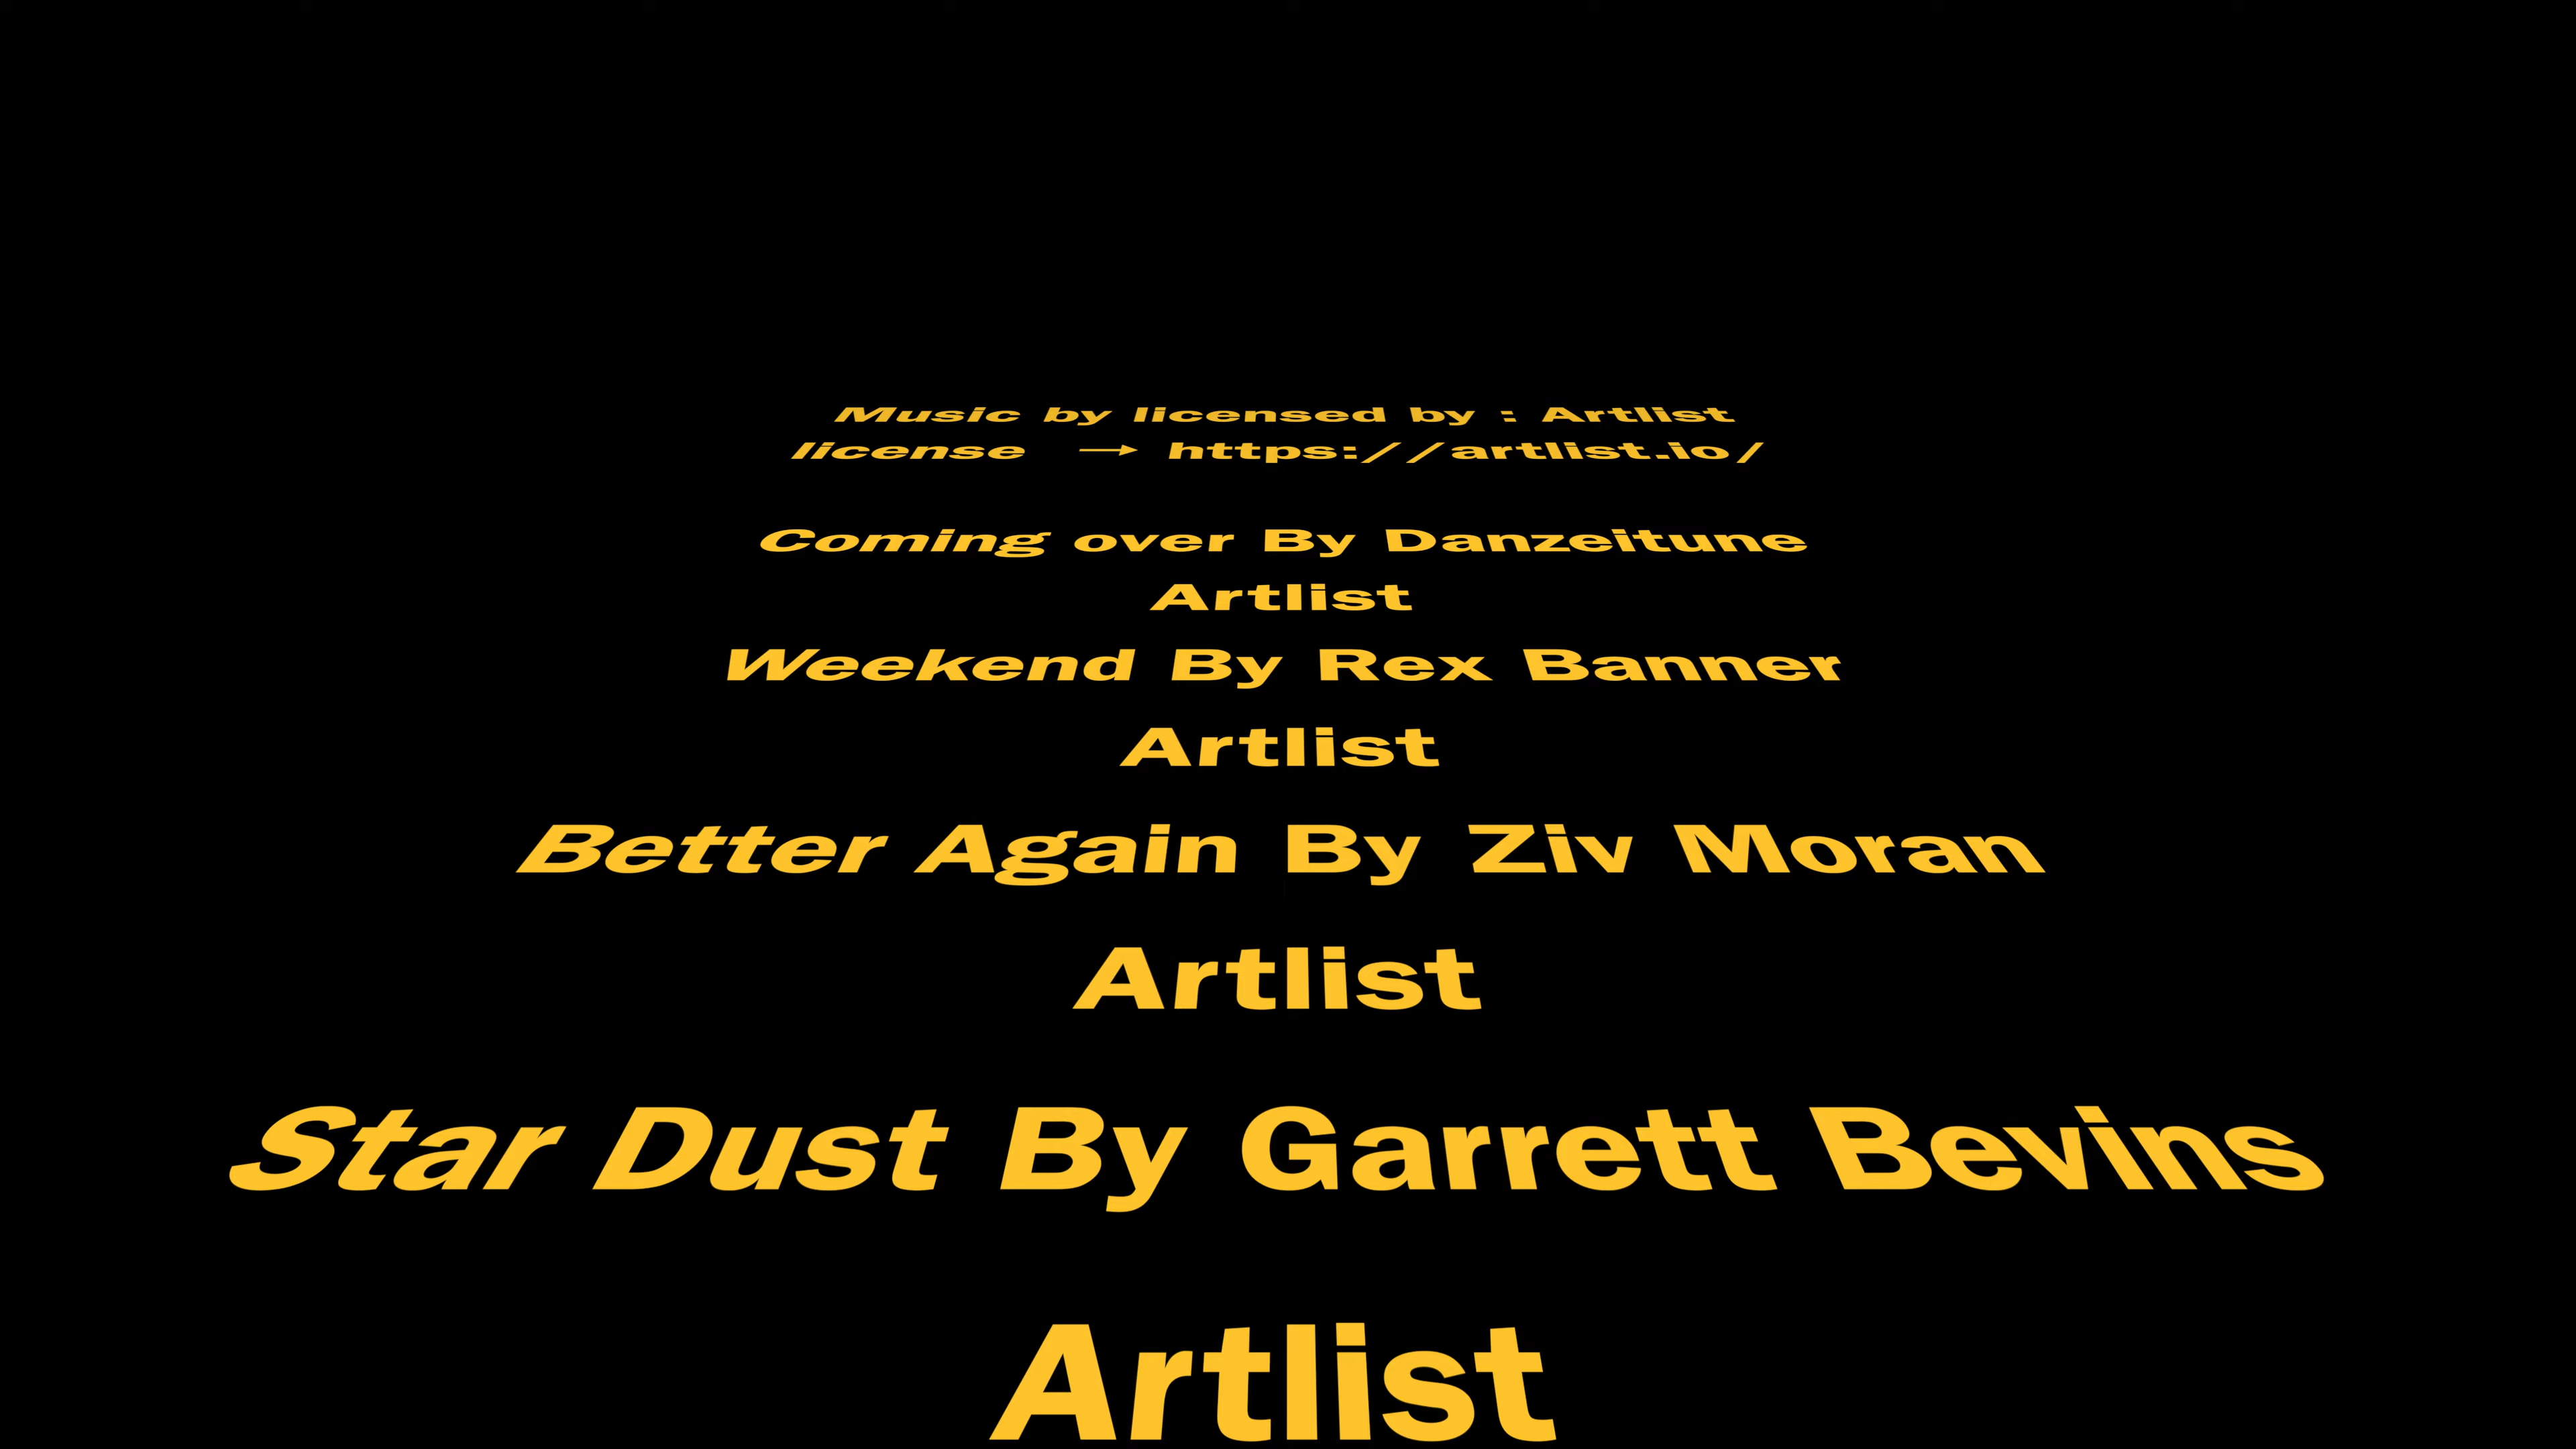 Music by licensed by : Artlist
license → https://artlist.io/
Coming over By Danzeitune
Artlist
Weekend By Rex Banner
Artlist
Better Again By Ziv Moran
Artlist
Star Dust By Garrett Bevins
Artlist